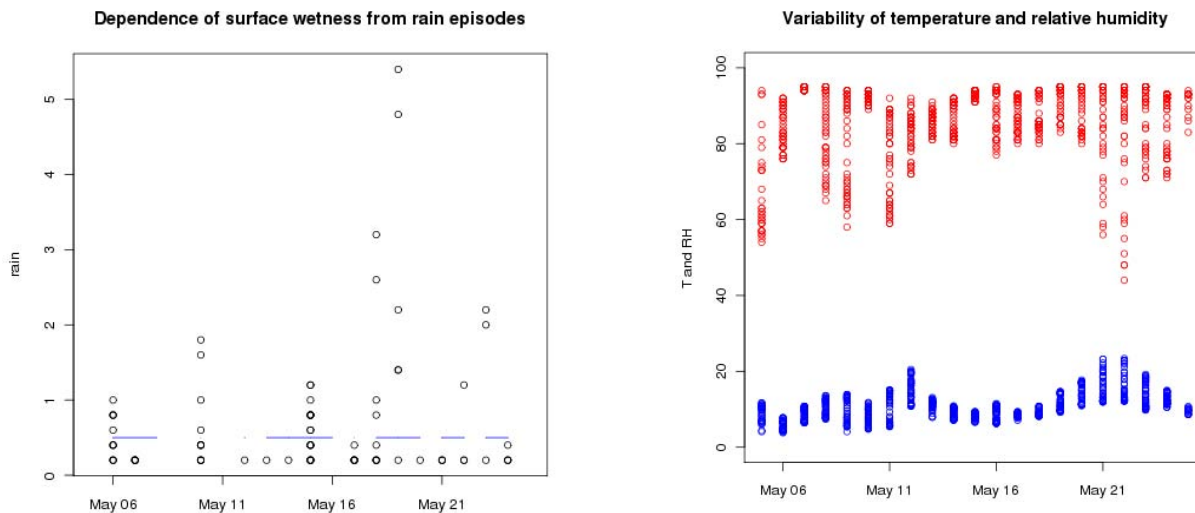 Dependence of surface wetness from rain episodes
rain
5
4
3
2
1
0
May 06 May 11 May 16 May 21
Variability of temperature and relative humidity
T and RH
100
80
60
40
20
0
May 06 May 11 May 16 May 21